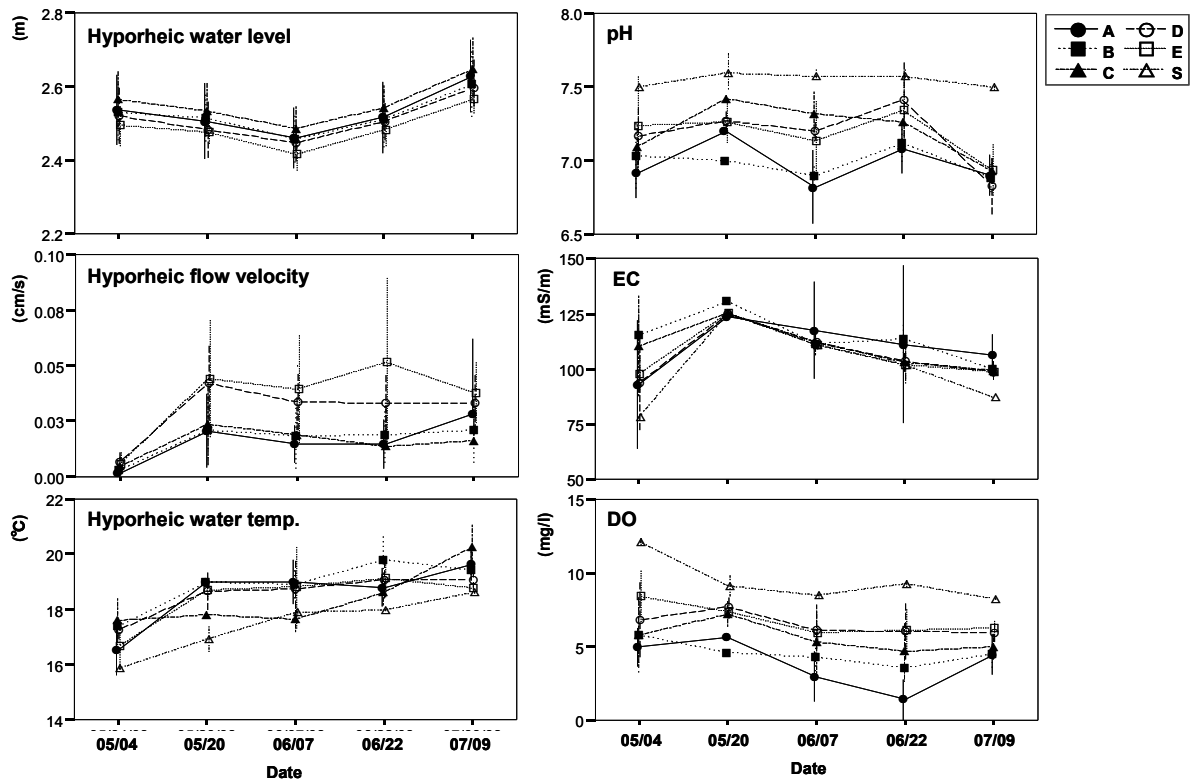 Hyporheic water level
(m)
2.8
2.6
2.4
2.2
Hyporheic flow velocity
(cm/s)
0.10
0.08
0.05
0.03
0.00
Hyporheic water temp.
(℃)
22
20
18
16
14
05/04 05/20 06/07 06/22 07/09
Date
pH
8.0
7.5
7.0
6.5
EC
(mS/m)
150
125
100
75
50
DO
(mg/l)
15
10
5
0
05/04 05/20 06/07 06/22 07/09
Date
A D
B E
C S